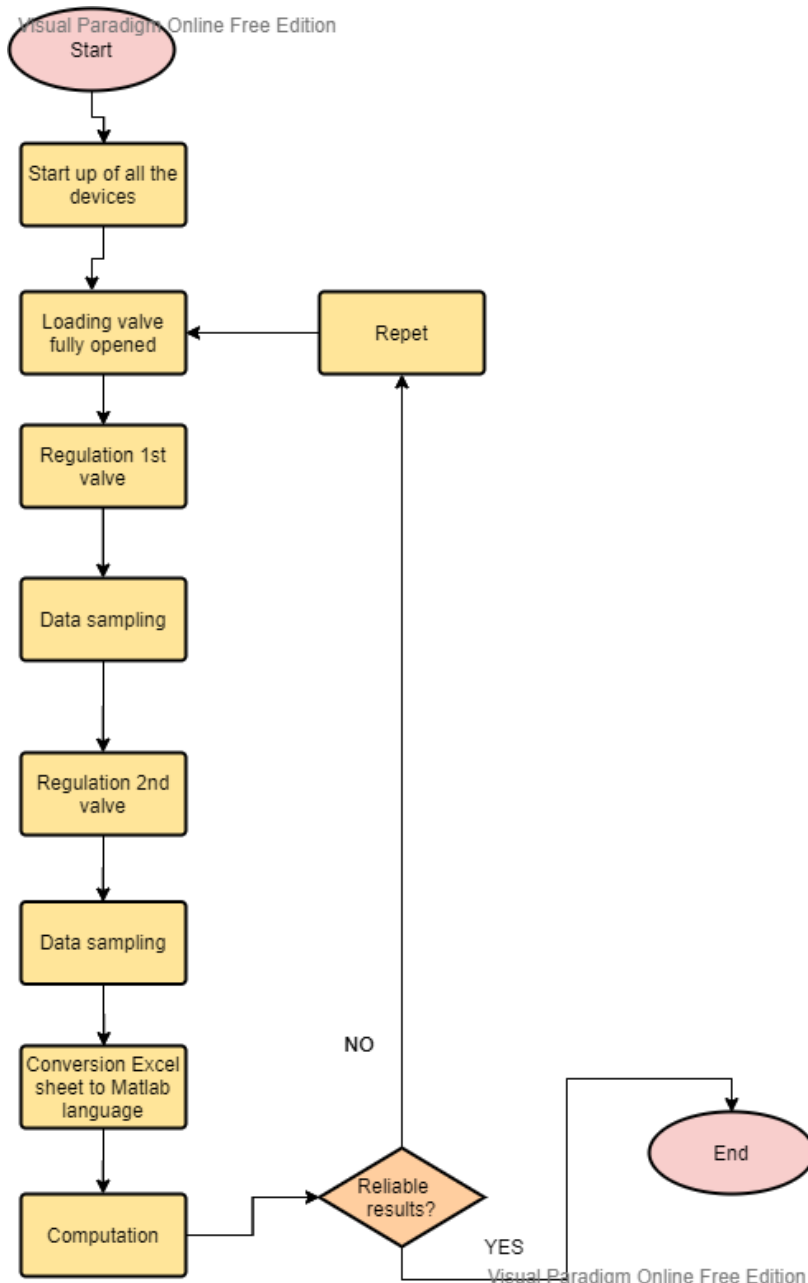 Visual Paradigm Online Free Edition
Start
Start up of all the
devices
Loading valve
fully opened
Repet
Regulation 1st
valve
Data sampling
Regulation 2nd
valve
Data sampling
NO
Conversion Excel
sheet to Matlab
language
End
Reliable
results?
Computation
YES
Visual Paradigm Online Free Edition